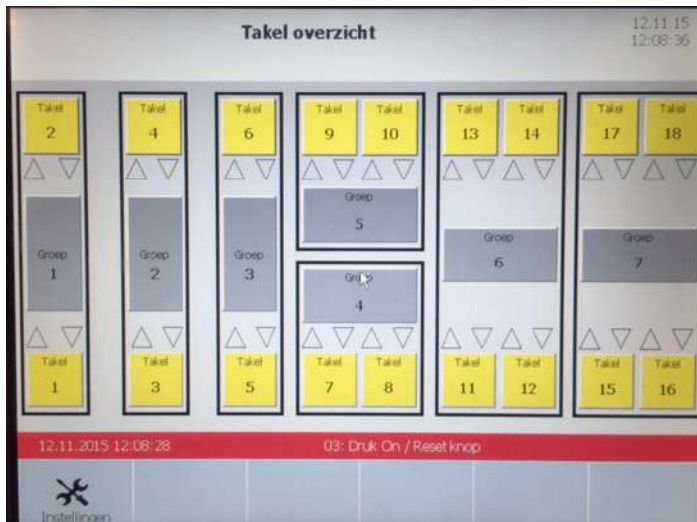 Takel overzicht
12.11.15
12:08:36
Takel 2
Takel 4
Takel 6
Takel 9
Takel 10
Takel 13
Takel 14
Takel 17
Takel 18
Groep 5
Groep 1
Groep 2
Groep 3
Groep 6
Groep 7
Groep 4
Takel 1
Takel 3
Takel 5
Takel 7
Takel 8
Takel 11
Takel 12
Takel 15
Takel 16
12.11.2015 12:08:28
03: Druk On / Reset knop
Instellingen